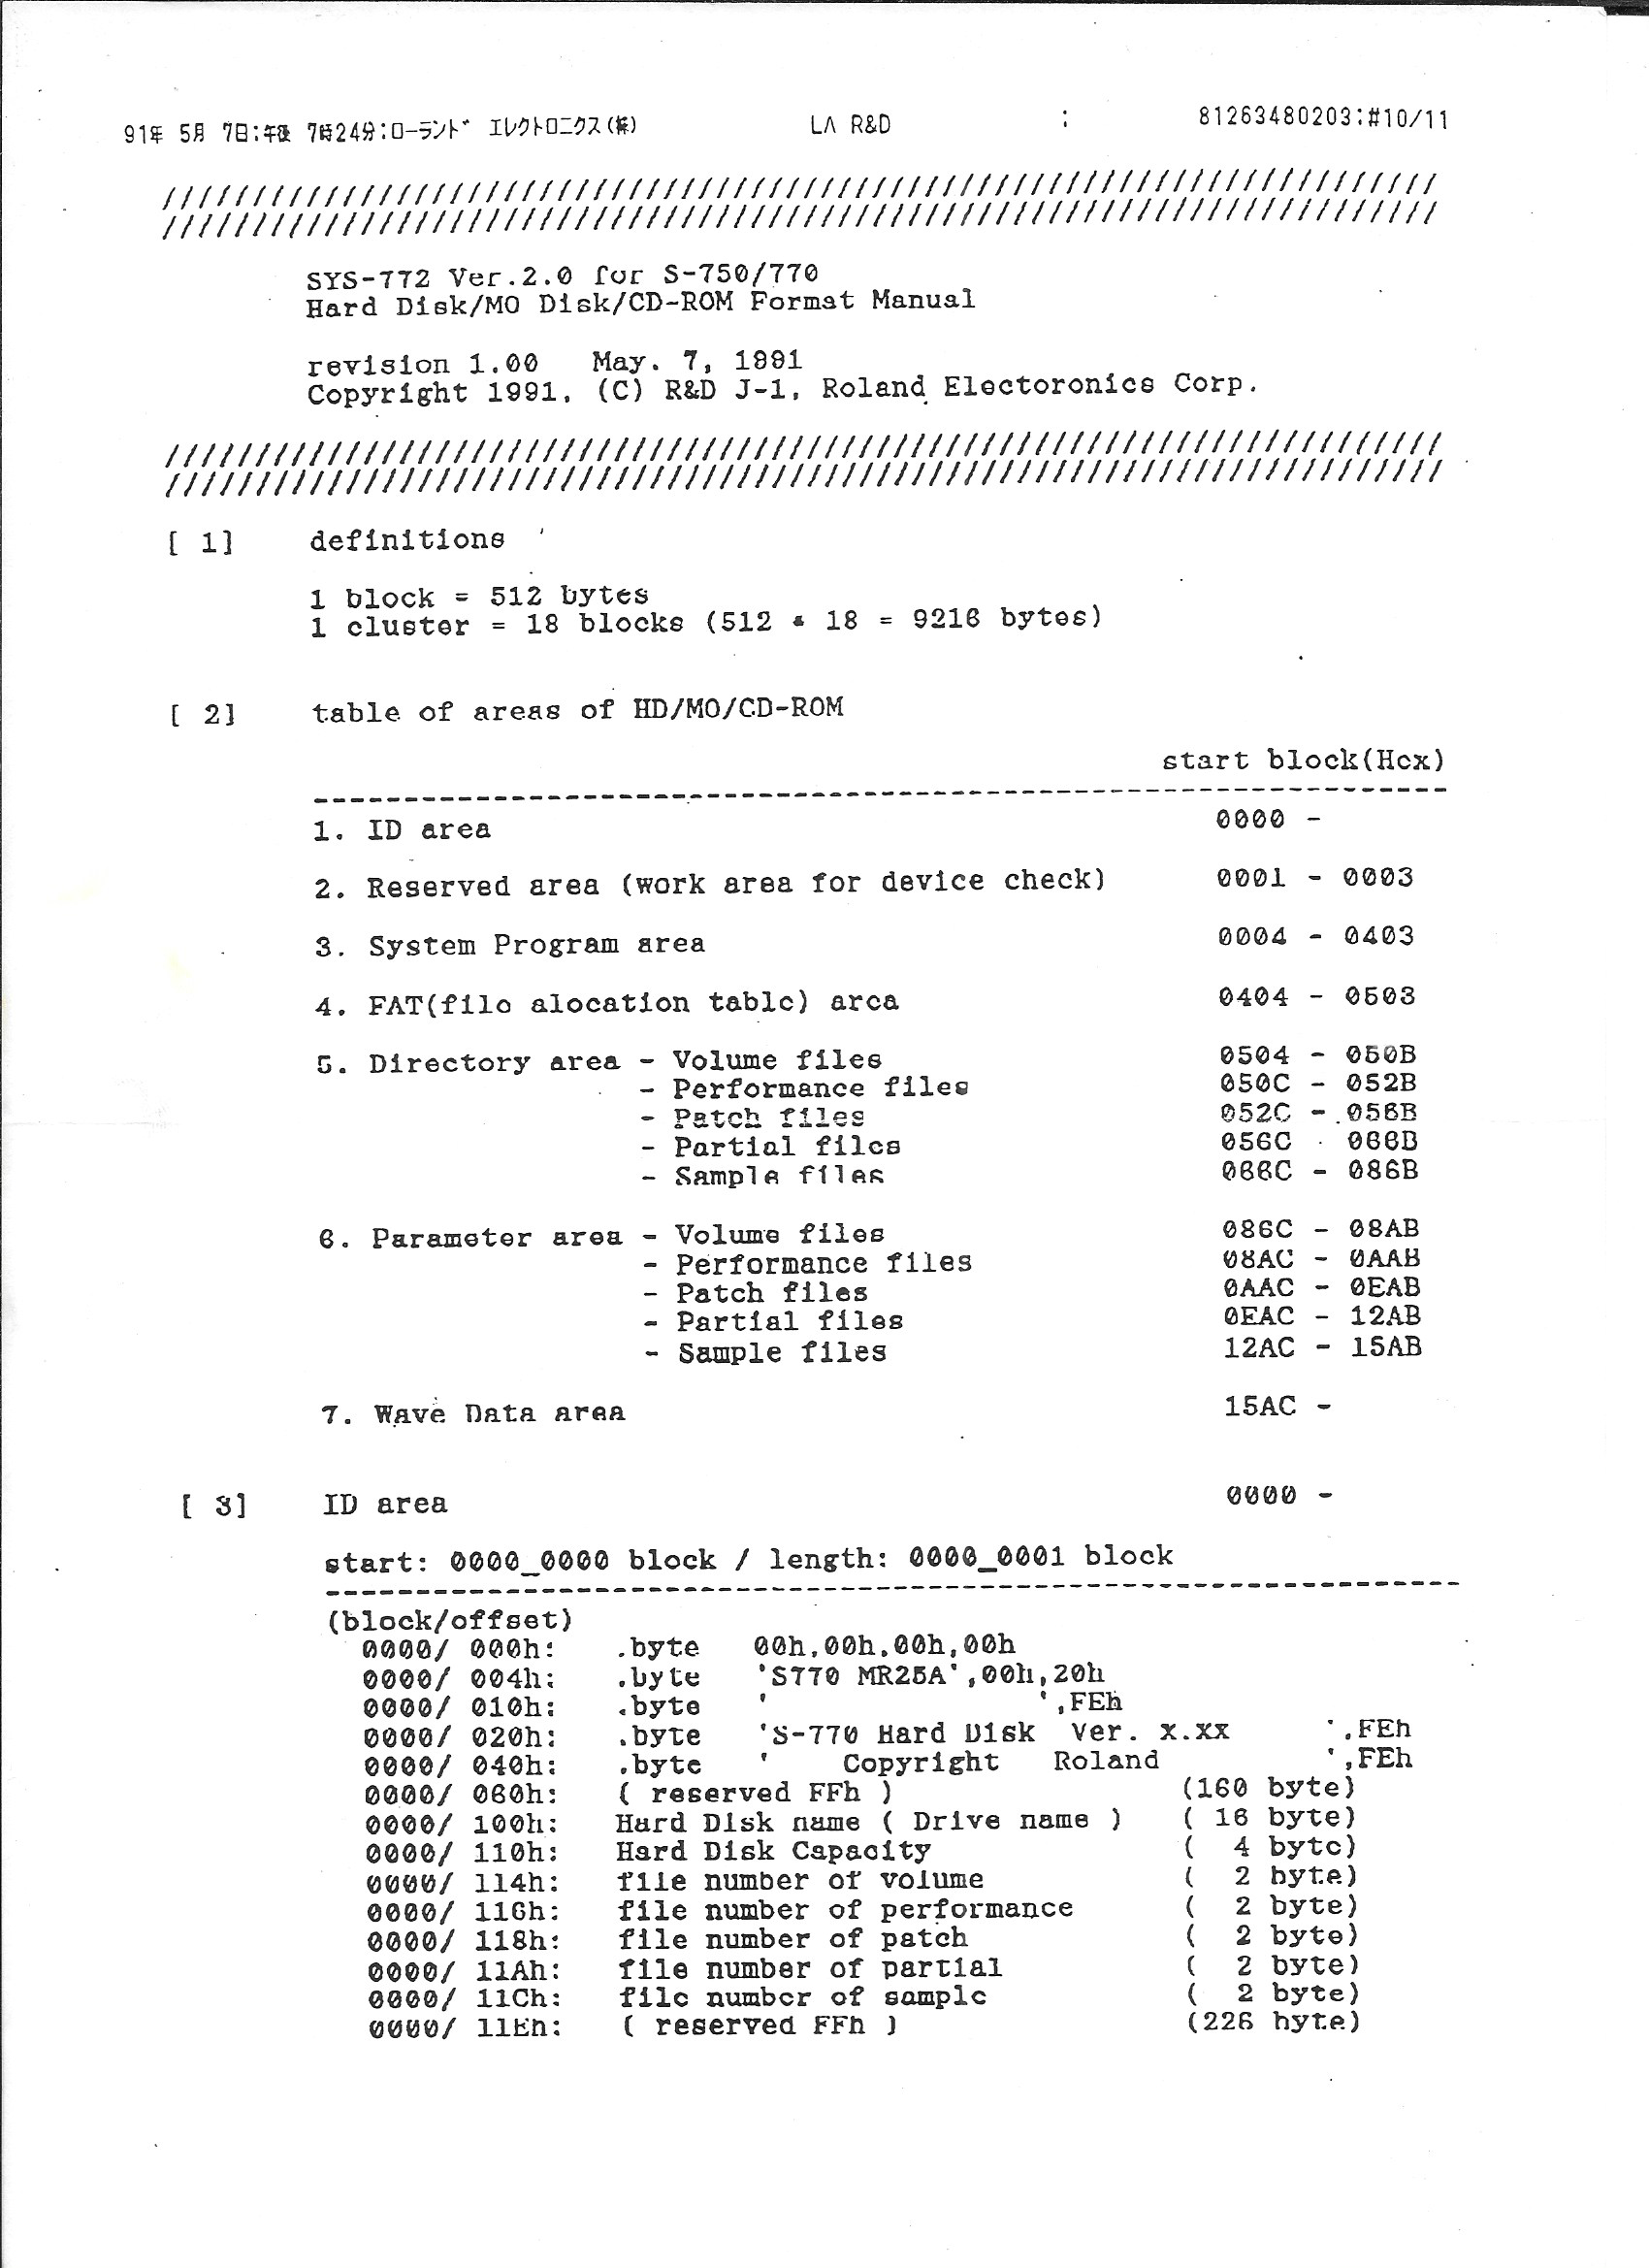 91年 5月 7日:午後 7時24分:ローランド エレクトロニクス(株) LA R&D : 81263480203:#10/11
///////////////////////////////////////////////////////////////////////
///////////////////////////////////////////////////////////////////////
SYS-772 Ver.2.0 for S-750/770
Hard Disk/MO Disk/CD-ROM Format Manual
revision 1.00 May. 7, 1991
Copyright 1991, (C) R&D J-1, Roland Electoronics Corp.
///////////////////////////////////////////////////////////////////////
///////////////////////////////////////////////////////////////////////
[ 1] definitions
1 block = 512 bytes
1 cluster = 18 blocks (512 * 18 = 9216 bytes)
[ 2] table of areas of HD/MO/CD-ROM
start block(Hex)
---------------------------------------------------------------
1. ID area 0000 -
2. Reserved area (work area for device check) 0001 - 0003
3. System Program area 0004 - 0403
4. FAT(file alocation table) area 0404 - 0503
5. Directory area - Volume files 0504 - 050B
- Performance files 050C - 052B
- Patch files 052C - 056B
- Partial files 056C - 066B
- Sample files 066C - 086B
6. Parameter area - Volume files 086C - 08AB
- Performance files 08AC - 0AAB
- Patch files 0AAC - 0EAB
- Partial files 0EAC - 12AB
- Sample files 12AC - 15AB
7. Wave Data area 15AC -
[ 3] ID area 0000 -
start: 0000_0000 block / length: 0000_0001 block
---------------------------------------------------------------
(block/offset)
0000/ 000h: .byte 00h,00h,00h,00h
0000/ 004h: .byte 'S770 MR25A',00h,20h
0000/ 010h: .byte ' ',FEh
0000/ 020h: .byte 'S-770 Hard Disk Ver. x.xx ',FEh
0000/ 040h: .byte ' Copyright Roland ',FEh
0000/ 060h: ( reserved FFh ) (160 byte)
0000/ 100h: Hard Disk name ( Drive name ) ( 16 byte)
0000/ 110h: Hard Disk Capacity ( 4 byte)
0000/ 114h: file number of volume ( 2 byte)
0000/ 116h: file number of performance ( 2 byte)
0000/ 118h: file number of patch ( 2 byte)
0000/ 11Ah: file number of partial ( 2 byte)
0000/ 11Ch: file number of sample ( 2 byte)
0000/ 11Eh: ( reserved FFh ) (226 byte)